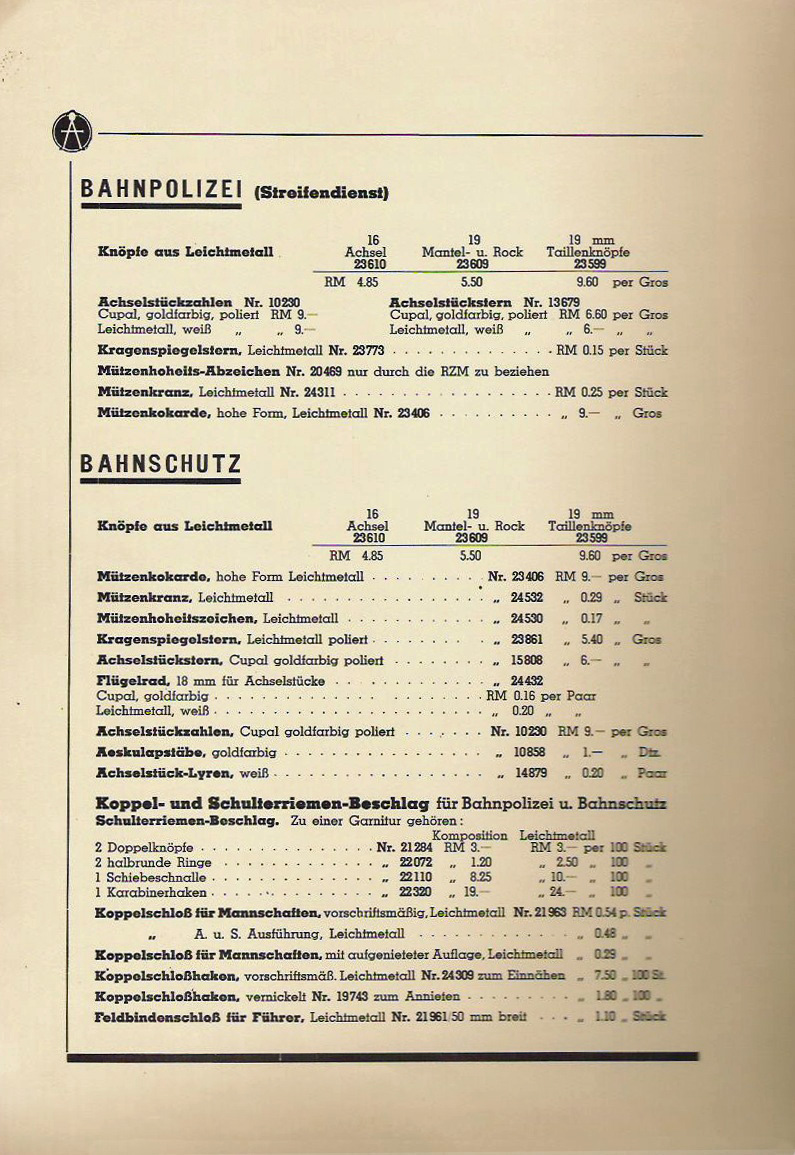 BAHNPOLIZEI (Streifendienst)
16 19 19 mm
Knöpfe aus Leichtmetall Achsel Mantel- u. Rock Taillenknöpfe
23610 23609 23599
RM 4.85 5.50 9.60 per Gros
Achselstückzahlen Nr. 10230 Achselstückstern Nr. 13679
Cupal, goldfarbig, poliert RM 9.— Cupal, goldfarbig, poliert RM 6.60 per Gros
Leichtmetall, weiß „ „ 9.— Leichtmetall, weiß „ „ 6.— „ „
Kragenspiegelstern, Leichtmetall Nr. 23773 . . . . . . . . . . . . . . RM 0.15 per Stück
Mützenhoheits-Abzeichen Nr. 20469 nur durch die RZM zu beziehen
Mützenkranz, Leichtmetall Nr. 24311 . . . . . . . . . . . . . . . . . . RM 0.25 per Stück
Mützenkokarde, hohe Form, Leichtmetall Nr. 23406 . . . . . . . . . . „ 9.— „ Gros
BAHNSCHUTZ
16 19 19 mm
Knöpfe aus Leichtmetall Achsel Mantel- u. Rock Taillenknöpfe
23610 23609 23599
RM 4.85 5.50 9.60 per Gros
Mützenkokarde, hohe Form Leichtmetall . . . . . . . . . Nr. 23406 RM 9.— per Gros
Mützenkranz, Leichtmetall . . . . . . . . . . . . . . . . „ 24532 „ 0.29 „ Stück
Mützenhoheitszeichen, Leichtmetall . . . . . . . . . . . „ 24530 „ 0.17 „ „
Kragenspiegelstern, Leichtmetall poliert . . . . . . . . . „ 23861 „ 5.40 „ Gros
Achselstückstern, Cupal goldfarbig poliert . . . . . . . . „ 15808 „ 6.— „ „
Flügelrad, 18 mm für Achselstücke . . . . . . . . . . . . „ 24432
Cupal, goldfarbig . . . . . . . . . . . . . . . . . . . . . . RM 0.16 per Paar
Leichtmetall, weiß . . . . . . . . . . . . . . . . . . . . . . „ 0.20 „ „
Achselstückzahlen, Cupal goldfarbig poliert . . . . . . . Nr. 10230 RM 9.— per Gros
Aeskulapstäbe, goldfarbig . . . . . . . . . . . . . . . . „ 10858 „ 1.— „ Dtz.
Achselstück-Lyren, weiß . . . . . . . . . . . . . . . . . „ 14879 „ 0.20 „ Paar
Koppel- und Schulterriemen-Beschlag für Bahnpolizei u. Bahnschutz
Schulterriemen-Beschlag. Zu einer Garnitur gehören:
Komposition Leichtmetall
2 Doppelknöpfe . . . . . . . . . . . . . . . Nr. 21284 RM 3.— RM 3.— per 100 Stück
2 halbrunde Ringe . . . . . . . . . . . . . „ 22072 „ 1.20 „ 2.50 „ 100 „
1 Schiebeschnalle . . . . . . . . . . . . . . „ 22110 „ 8.25 „ 10.— „ 100 „
1 Karabinerhaken . . . . . . . . . . . . . . „ 22320 „ 19.— „ 24.— „ 100 „
Koppelschloß für Mannschaften, vorschriftsmäßig, Leichtmetall Nr. 21963 RM 0.54 p. Stück
„ A. u. S. Ausführung, Leichtmetall . . . . . . . . . . . . „ 0.48 „ „
Koppelschloß für Mannschaften, mit aufgenieteter Auflage, Leichtmetall „ 0.29 „ „
Koppelschloßhaken, vorschriftsmäß. Leichtmetall Nr. 24309 zum Einnähen „ 7.50 „ 100 St.
Koppelschloßhaken, vernickelt Nr. 19743 zum Annieten . . . . . . . . . „ 1.80 „ 100 „
Feldbindenschloß für Führer, Leichtmetall Nr. 21961/50 mm breit . . . „ 1.10 „ Stück